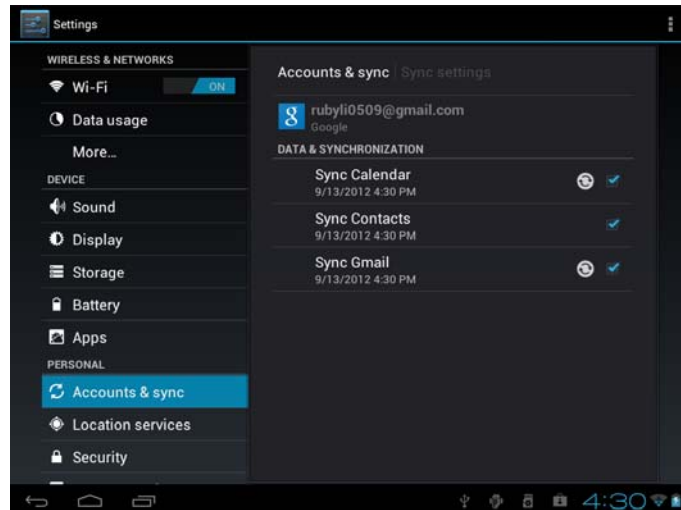 Settings
WIRELESS & NETWORKS
Wi-Fi ON
Data usage
More...
DEVICE
Sound
Display
Storage
Battery
Apps
PERSONAL
Accounts & sync
Location services
Security
Accounts & sync Sync settings
rubyli0509@gmail.com
Google
DATA & SYNCHRONIZATION
Sync Calendar
9/13/2012 4:30 PM
Sync Contacts
9/13/2012 4:30 PM
Sync Gmail
9/13/2012 4:30 PM
4:30